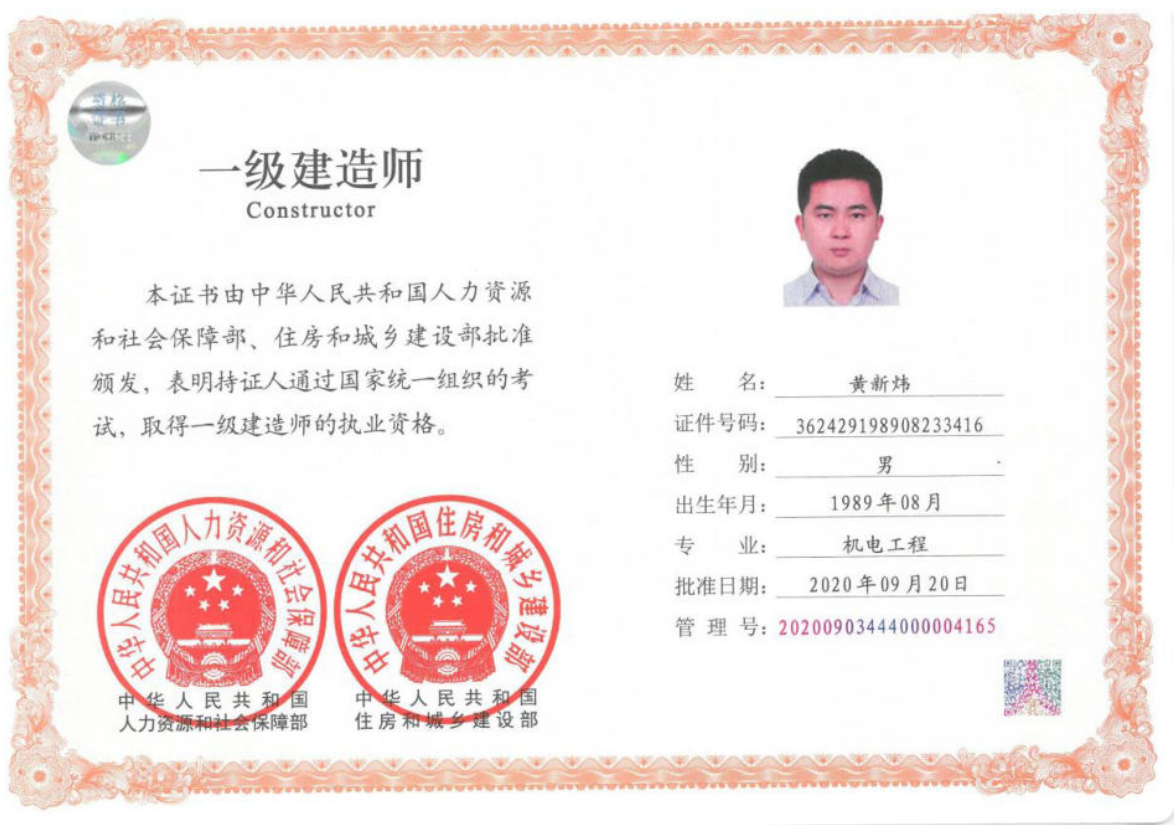 资格
证书
一级建造师
Constructor
本证书由中华人民共和国人力资源
和社会保障部、住房和城乡建设部批准
颁发，表明持证人通过国家统一组织的考
试，取得一级建造师的执业资格。
中华人民共和国人力资源和社会保障部
中华人民共和国
人力资源和社会保障部
中华人民共和国住房和城乡建设部
中华人民共和国
住房和城乡建设部
姓 名：黄新炜
证件号码：362429198908233416
性 别：男
出生年月：1989年08月
专 业：机电工程
批准日期：2020年09月20日
管 理 号：20200903444000004165